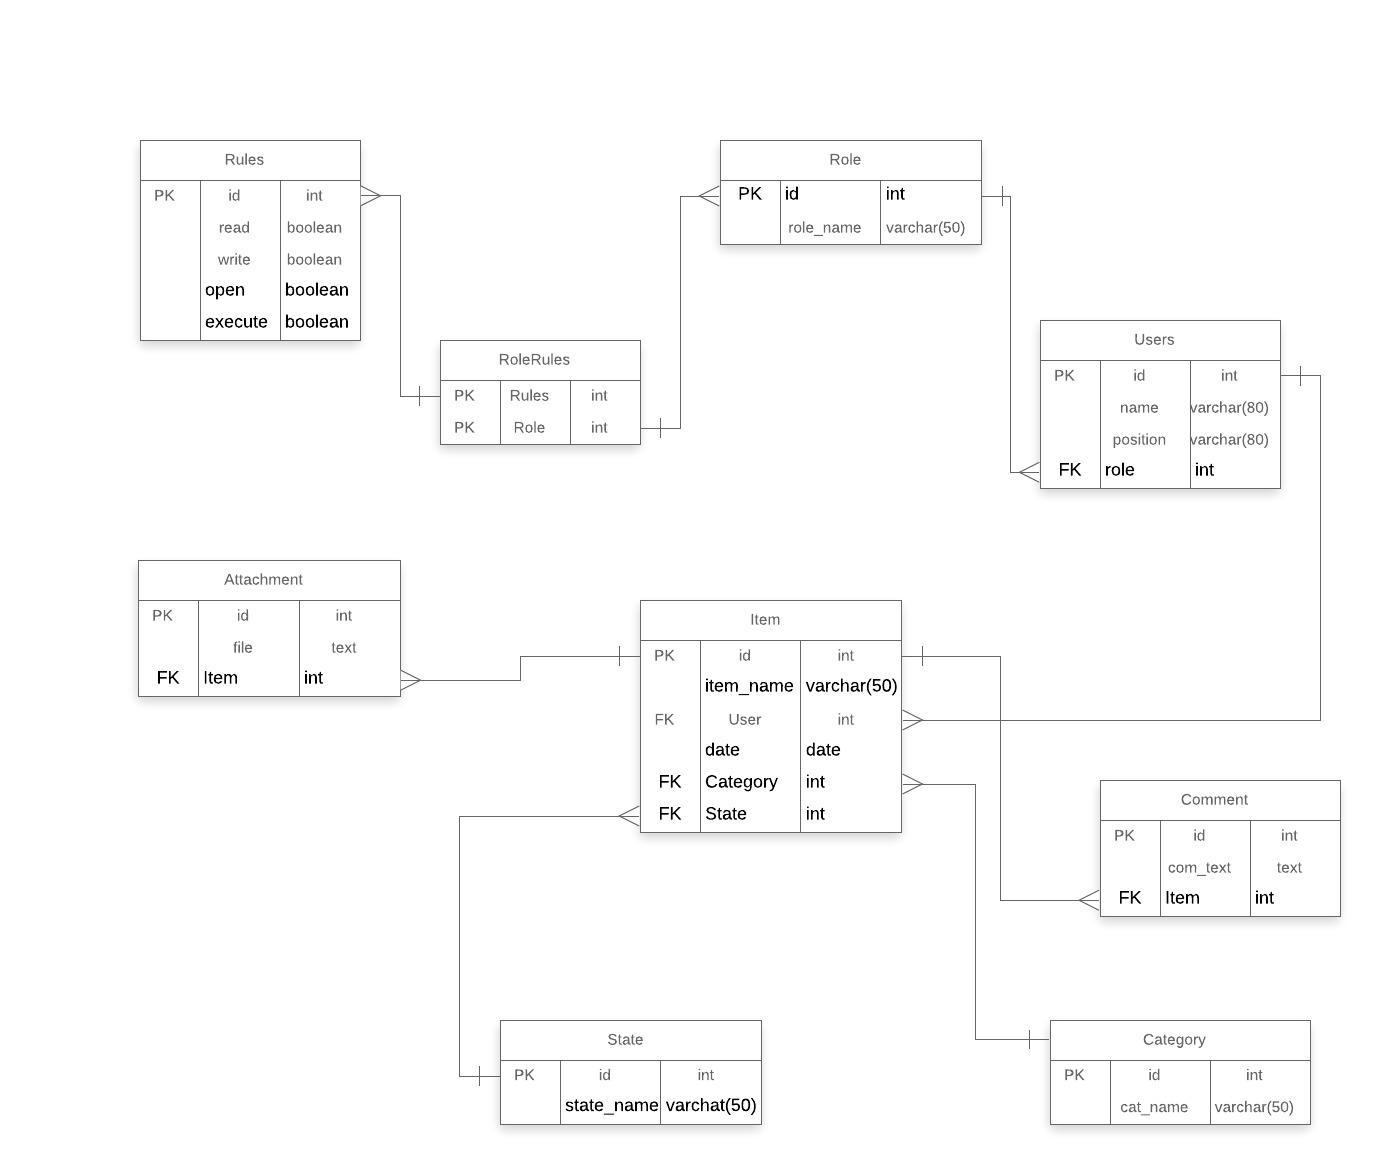 Rules
PK id int
read boolean
write boolean
open boolean
execute boolean
Role
PK id int
role_name varchar(50)
RoleRules
PK Rules int
PK Role int
Users
PK id int
name varchar(80)
position varchar(80)
FK role int
Attachment
PK id int
file text
FK Item int
Item
PK id int
item_name varchar(50)
FK User int
date date
FK Category int
FK State int
Comment
PK id int
com_text text
FK Item int
State
PK id int
state_name varchat(50)
Category
PK id int
cat_name varchar(50)